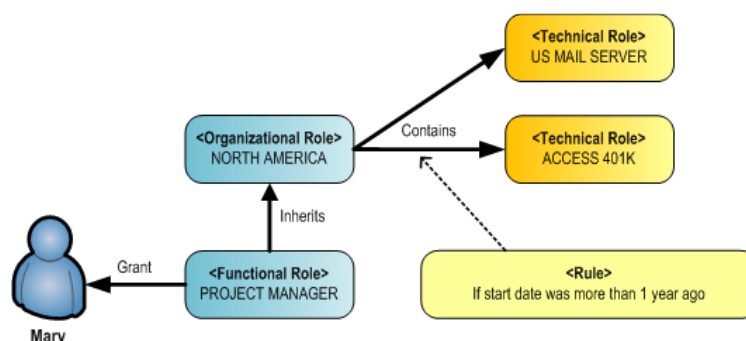 <Technical Role>
US MAIL SERVER
<Organizational Role>
NORTH AMERICA
Contains
<Technical Role>
ACCESS 401K
Inherits
Grant
<Functional Role>
PROJECT MANAGER
<Rule>
If start date was more than 1 year ago
Mary